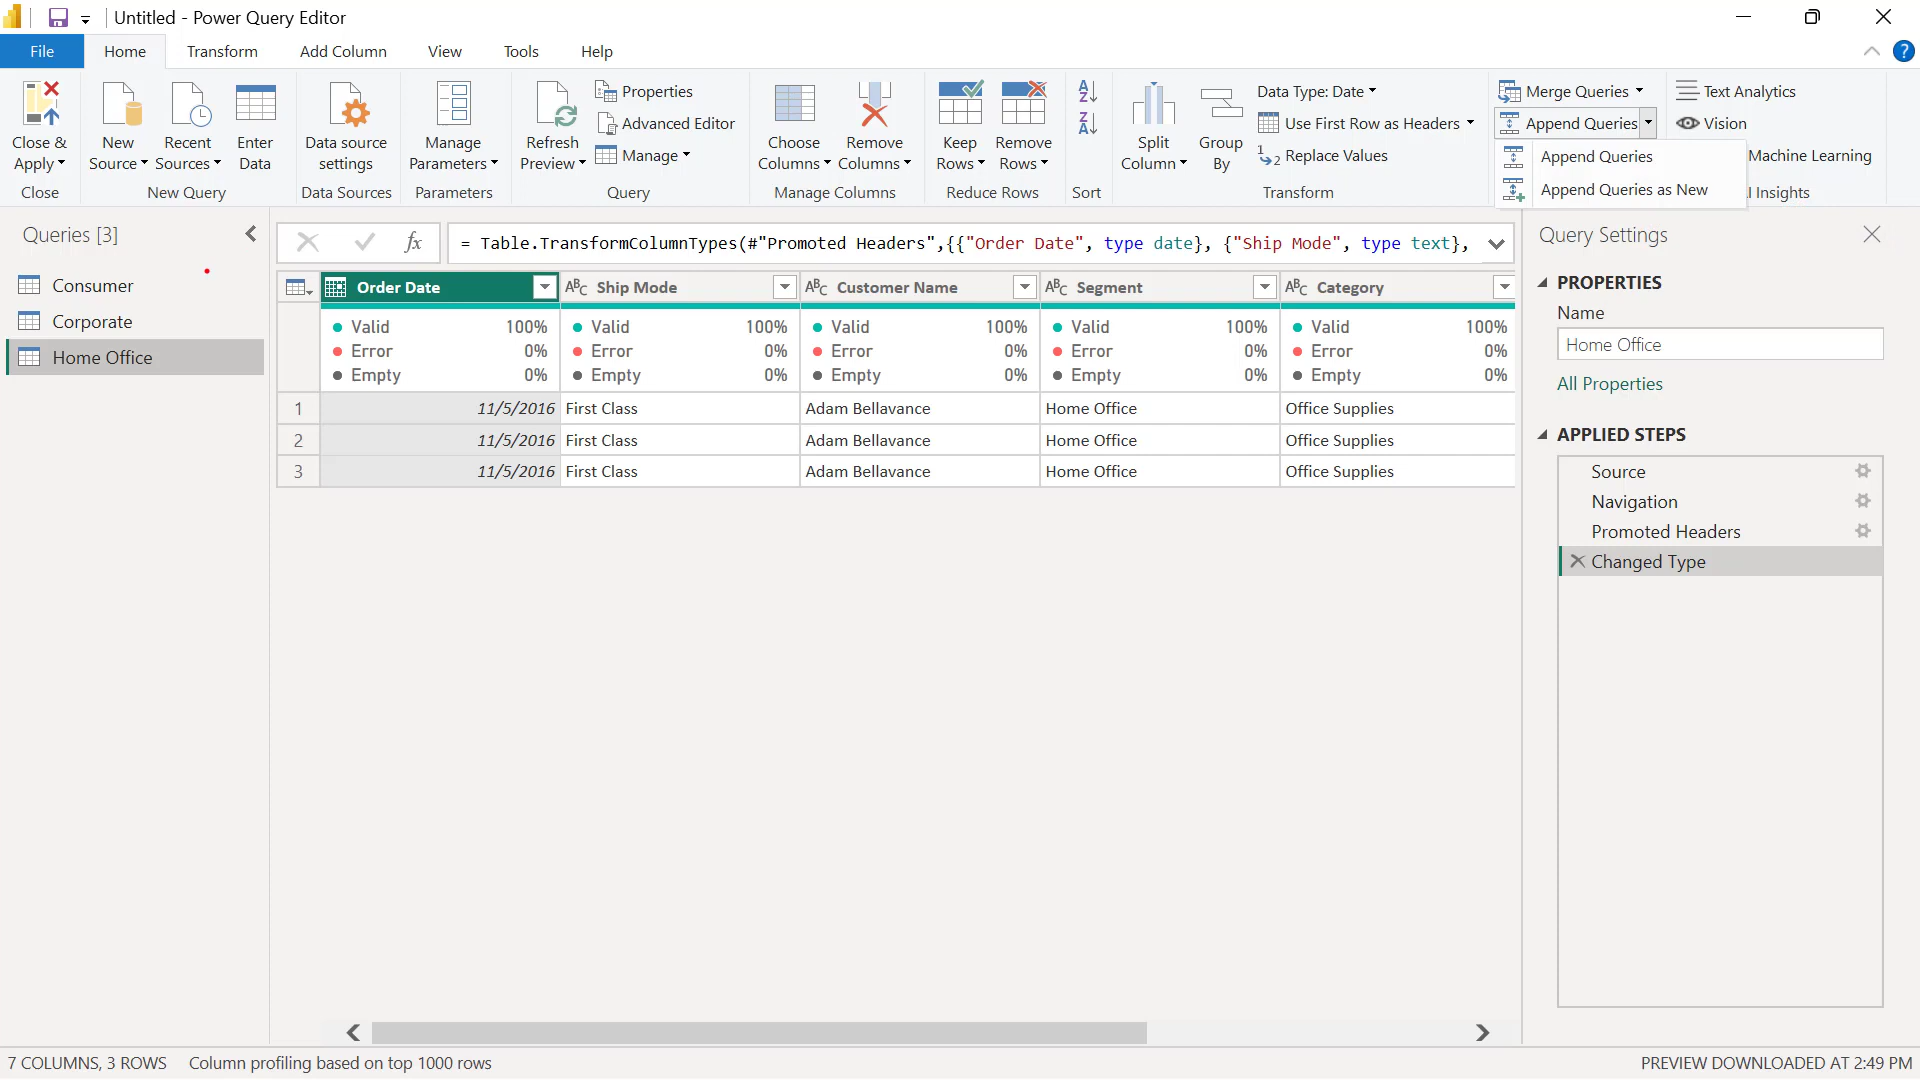 Untitled - Power Query Editor
File Home Transform Add Column View Tools Help
Close & Apply
Close
New Source
Recent Sources
Enter Data
New Query
Data source settings
Data Sources
Manage Parameters
Parameters
Refresh Preview
Properties
Advanced Editor
Manage
Query
Choose Columns
Remove Columns
Manage Columns
Keep Rows
Remove Rows
Reduce Rows
Sort
Split Column
Group By
Data Type: Date
Use First Row as Headers
Replace Values
Transform
Merge Queries
Append Queries
Append Queries
Append Queries as New
Text Analytics
Vision
Machine Learning
Insights
Queries [3]
Consumer
Corporate
Home Office
fx
= Table.TransformColumnTypes(#"Promoted Headers",{{"Order Date", type date}, {"Ship Mode", type text},
Order Date ABC Ship Mode ABC Customer Name ABC Segment ABC Category
Valid 100% Valid 100% Valid 100% Valid 100% Valid 100%
Error 0% Error 0% Error 0% Error 0% Error 0%
Empty 0% Empty 0% Empty 0% Empty 0% Empty 0%
1 11/5/2016 First Class Adam Bellavance Home Office Office Supplies
2 11/5/2016 First Class Adam Bellavance Home Office Office Supplies
3 11/5/2016 First Class Adam Bellavance Home Office Office Supplies
Query Settings
PROPERTIES
Name
Home Office
All Properties
APPLIED STEPS
Source
Navigation
Promoted Headers
Changed Type
7 COLUMNS, 3 ROWS Column profiling based on top 1000 rows
PREVIEW DOWNLOADED AT 2:49 PM